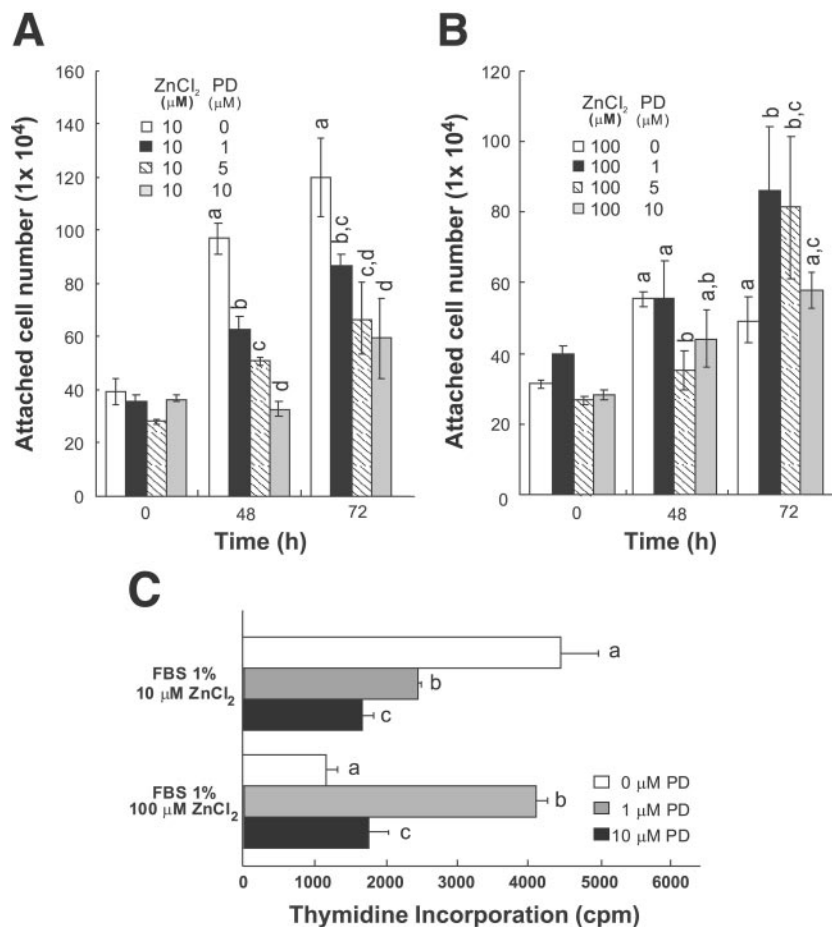 A
ZnCl2 PD
(μM) (μM)
10 0
10 1
10 5
10 10
160
140
120
100
80
60
40
20
0
Attached cell number (1x 10^4)
a
b
c
d
a
b,c
c,d
d
0 48 72
Time (h)
B
ZnCl2 PD
(μM) (μM)
100 0
100 1
100 5
100 10
120
100
80
60
40
20
0
Attached cell number (1x 10^4)
a
a
b
a,b
a
b
b,c
a,c
0 48 72
Time (h)
C
FBS 1%
10 μM ZnCl2
a
b
c
FBS 1%
100 μM ZnCl2
a
b
c
0 μM PD
1 μM PD
10 μM PD
0 1000 2000 3000 4000 5000 6000
Thymidine Incorporation (cpm)